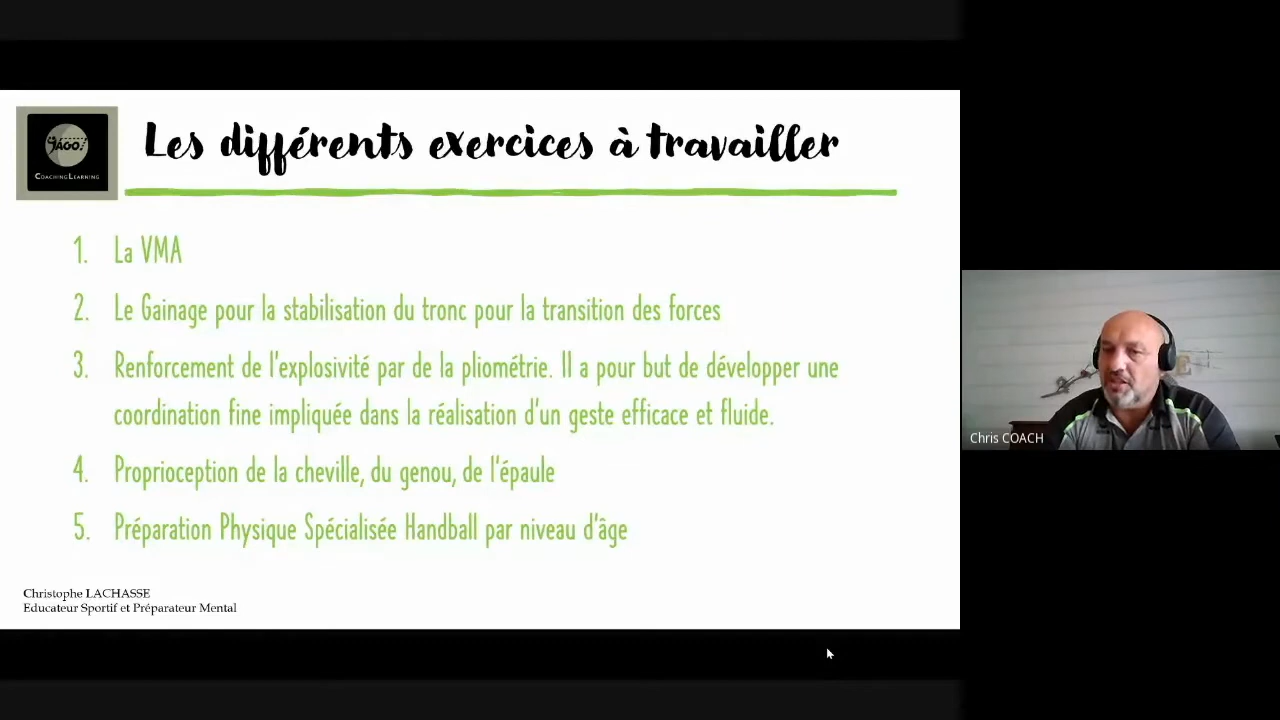 Les différents exercices à travailler
JAGO
COACHINGLEARNING
1. La VMA
2. Le Gainage pour la stabilisation du tronc pour la transition des forces
3. Renforcement de l'explosivité par de la pliométrie. Il a pour but de développer une
coordination fine impliquée dans la réalisation d'un geste efficace et fluide.
4. Proprioception de la cheville, du genou, de l'épaule
5. Préparation Physique Spécialisée Handball par niveau d'âge
Christophe LACHASSE
Educateur Sportif et Préparateur Mental
Chris COACH